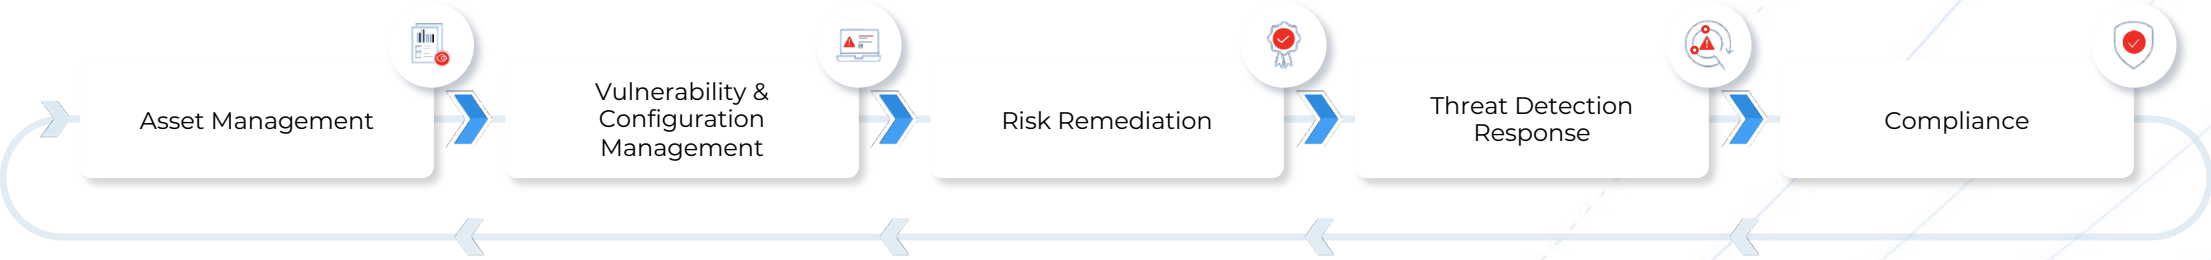 Asset Management
Vulnerability &
Configuration
Management
Risk Remediation
Threat Detection
Response
Compliance